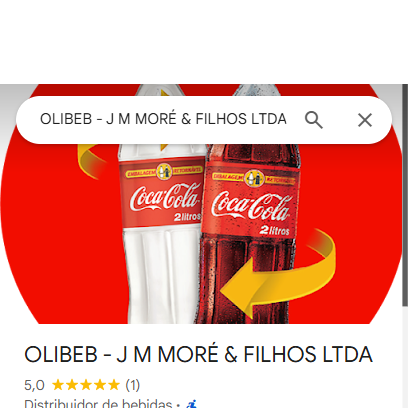 OLIBEB - J M MORÉ & FILHOS LTDA
EMBALAGEM RETORNÁVEL
EMBALAGEM RETORNÁVEL
Coca-Cola
Coca-Cola
2 litros
2 litros
OLIBEB - J M MORÉ & FILHOS LTDA
5,0 (1)
Distribuidor de bebidas ·